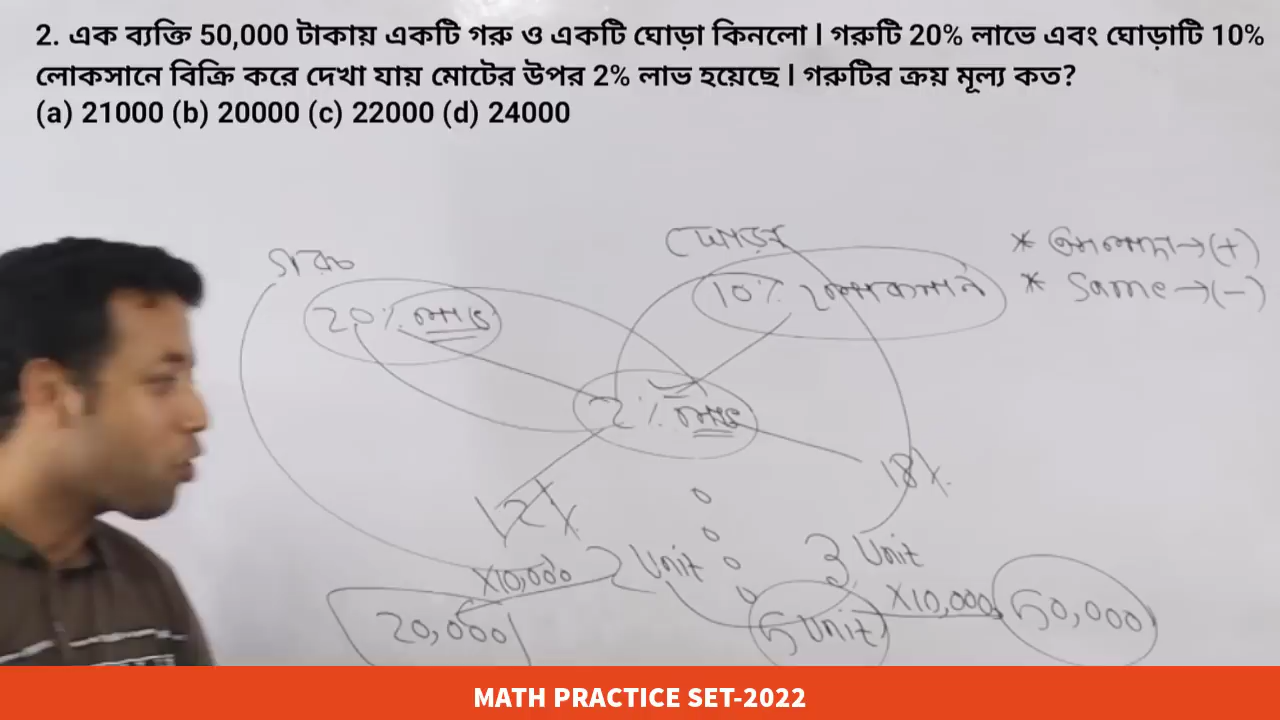 2. এক ব্যক্তি 50,000 টাকায় একটি গরু ও একটি ঘোড়া কিনলো। গরুটি 20% লাভে এবং ঘোড়াটি 10%
লোকসানে বিক্রি করে দেখা যায় মোটের উপর 2% লাভ হয়েছে। গরুটির ক্রয় মূল্য কত?
(a) 21000 (b) 20000 (c) 22000 (d) 24000
গরু
ঘোড়া
* আলাদা→(+)
20% লাভ
10% লোকসান
* Same→(-)
2% লাভ
12%
18%
×10,000 2 Unit : 3 Unit
20,000
5 Unit ×10,000 50,000
MATH PRACTICE SET-2022